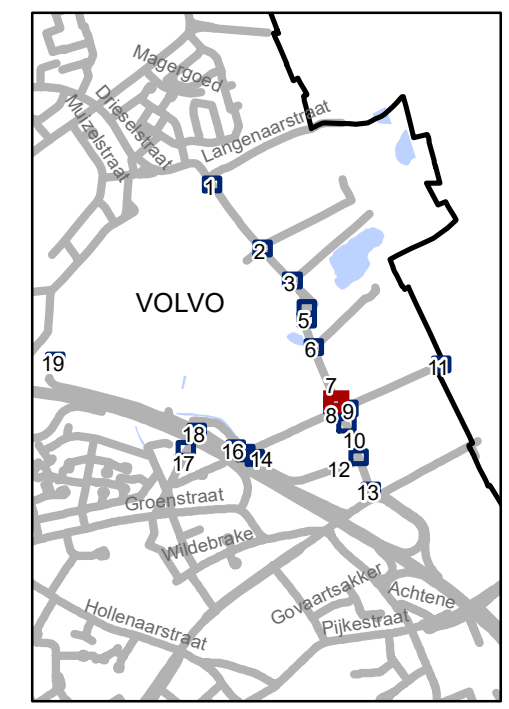 Magergoed
Drieselstraat
Muizelstraat
Langenaarstraat
1
2
3
VOLVO
5
6
19
11
7
8
9
18
10
16
17
14
12
13
Groenstraat
Wildebrake
Govaartsakker
Achtene
Hollenaarstraat
Pijkestraat